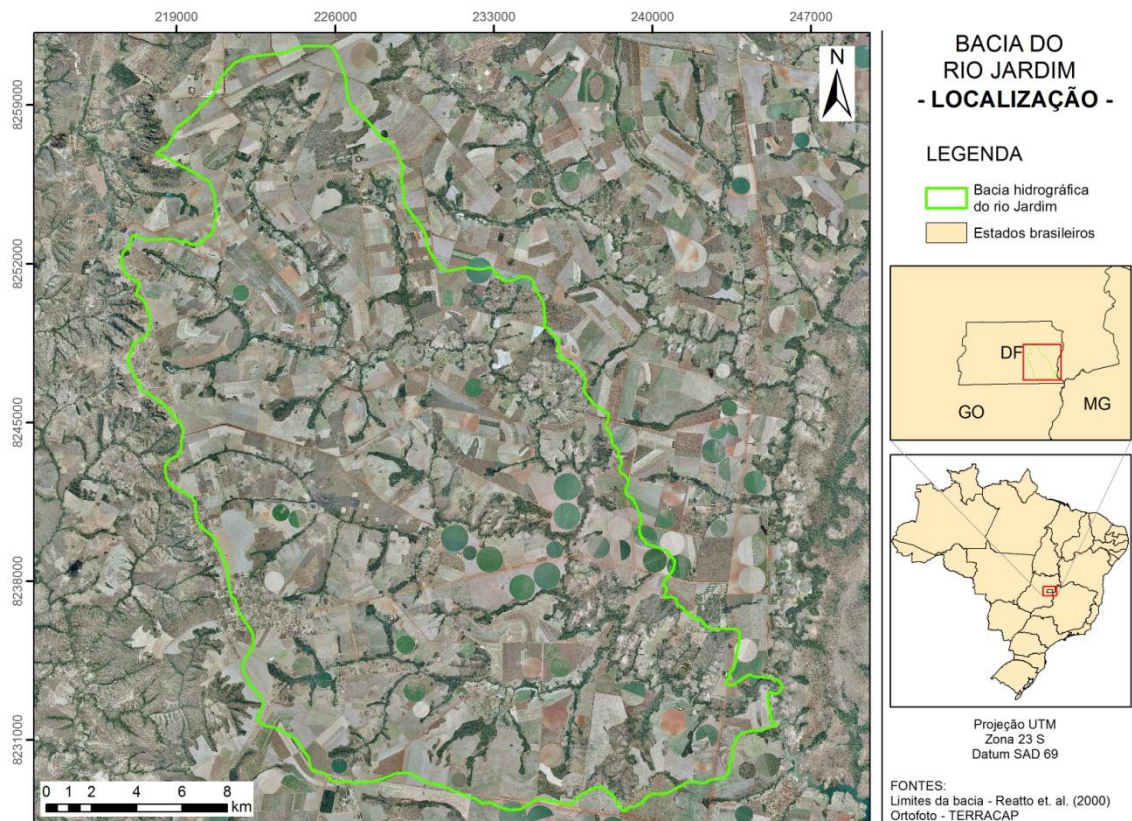 219000
226000
233000
240000
247000
8259000
8252000
8245000
8238000
8231000
N
0 1 2 4 6 8
km
BACIA DO
RIO JARDIM
- LOCALIZAÇÃO -
LEGENDA
Bacia hidrográfica
do rio Jardim
Estados brasileiros
DF
GO
MG
Projeção UTM
Zona 23 S
Datum SAD 69
FONTES:
Limites da bacia - Reatto et. al. (2000)
Ortofoto - TERRACAP